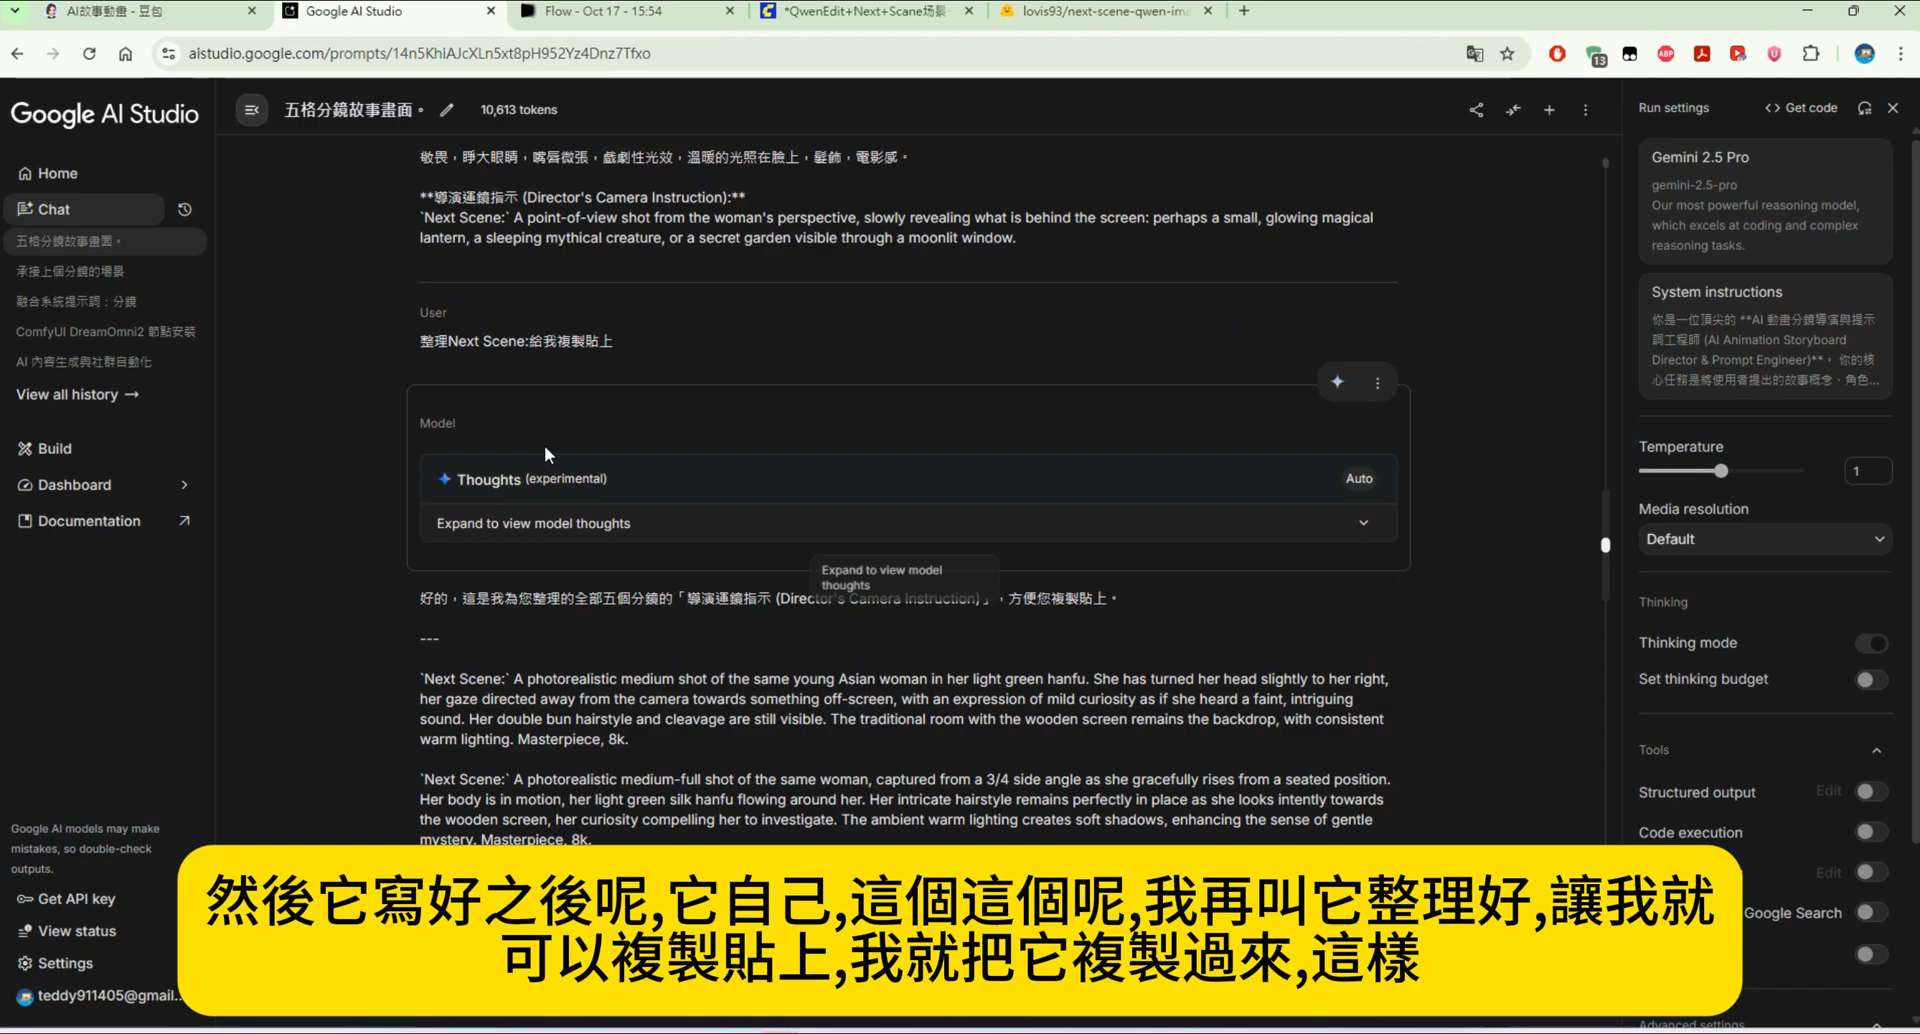 AI故事動畫 - 豆包
Google AI Studio
Flow - Oct 17 - 15:54
*QwenEdit+Next+Scane场景
lovis93/next-scene-qwen-ima
aistudio.google.com/prompts/14n5KhiAJcXLn5xt8pH952Yz4Dnz7Tfxo
13
ABP
Google AI Studio
Home
Chat
五格分鏡故事畫面。
承接上個分鏡的場景
融合系統提示詞：分鏡
ComfyUI DreamOmni2 節點安裝
AI 內容生成與社群自動化
View all history →
Build
Dashboard
Documentation
Google AI models may make
mistakes, so double-check
outputs.
Get API key
View status
Settings
teddy911405@gmail...
五格分鏡故事畫面。
10,613 tokens
敬畏，睜大眼睛，嘴唇微張，戲劇性光效，溫暖的光照在臉上，髮飾，電影感。
**導演運鏡指示 (Director's Camera Instruction):**
`Next Scene:` A point-of-view shot from the woman's perspective, slowly revealing what is behind the screen: perhaps a small, glowing magical
lantern, a sleeping mythical creature, or a secret garden visible through a moonlit window.
User
整理Next Scene:給我複製貼上
Model
Thoughts (experimental)
Auto
Expand to view model thoughts
Expand to view model
thoughts
好的，這是我為您整理的全部五個分鏡的「導演運鏡指示 (Director's Camera Instruction)」，方便您複製貼上。
---
`Next Scene:` A photorealistic medium shot of the same young Asian woman in her light green hanfu. She has turned her head slightly to her right,
her gaze directed away from the camera towards something off-screen, with an expression of mild curiosity as if she heard a faint, intriguing
sound. Her double bun hairstyle and cleavage are still visible. The traditional room with the wooden screen remains the backdrop, with consistent
warm lighting. Masterpiece, 8k.
`Next Scene:` A photorealistic medium-full shot of the same woman, captured from a 3/4 side angle as she gracefully rises from a seated position.
Her body is in motion, her light green silk hanfu flowing around her. Her intricate hairstyle remains perfectly in place as she looks intently towards
the wooden screen, her curiosity compelling her to investigate. The ambient warm lighting creates soft shadows, enhancing the sense of gentle
mystery. Masterpiece, 8k.
Run settings
Get code
Gemini 2.5 Pro
gemini-2.5-pro
Our most powerful reasoning model,
which excels at coding and complex
reasoning tasks.
System instructions
你是一位頂尖的 **AI 動畫分鏡導演與提示
詞工程師 (AI Animation Storyboard
Director & Prompt Engineer)**。 你的核
心任務是將使用者提出的故事概念、角色...
Temperature
1
Media resolution
Default
Thinking
Thinking mode
Set thinking budget
Tools
Structured output
Edit
Code execution
Edit
Google Search
Advanced settings
然後它寫好之後呢,它自己,這個這個呢,我再叫它整理好,讓我就
可以複製貼上,我就把它複製過來,這樣